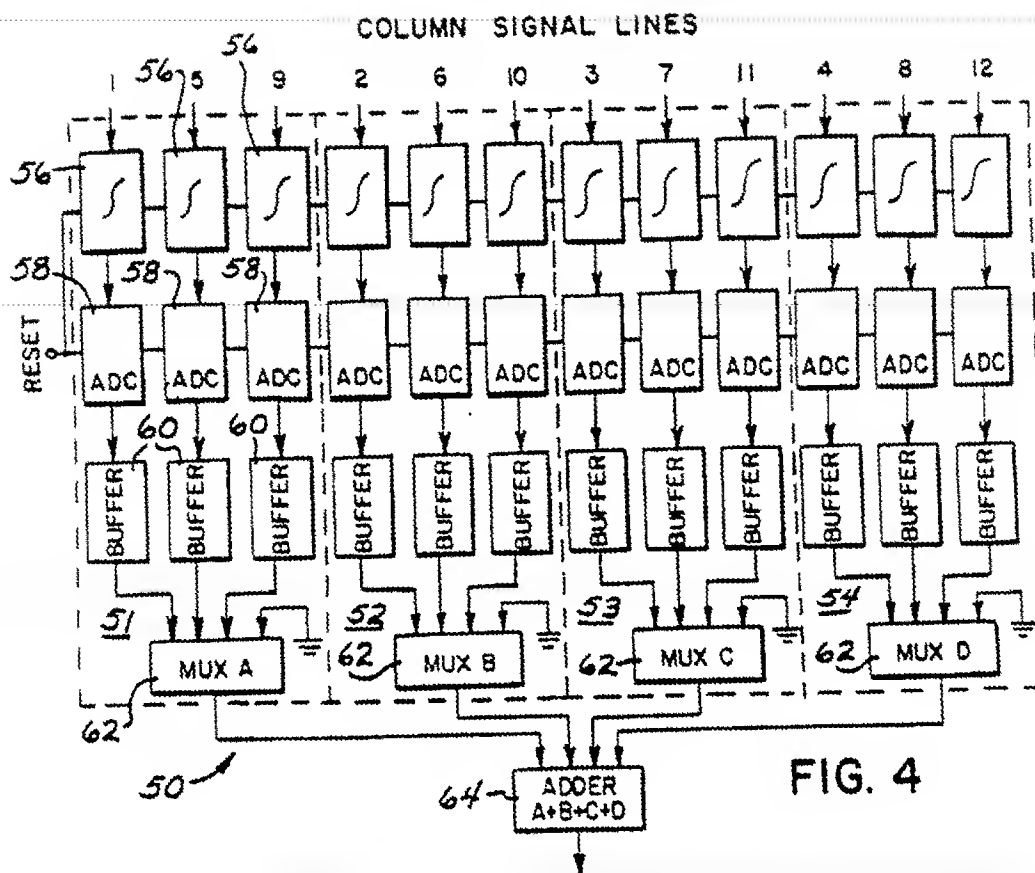 COLUMN SIGNAL LINES
56
1 5 9 2 6 10 3 7 11 4 8 12
56
56
∫ ∫ ∫ ∫ ∫ ∫ ∫ ∫ ∫ ∫ ∫ ∫
58 58 58
RESET
ADC ADC ADC ADC ADC ADC ADC ADC ADC ADC ADC ADC
60 60
BUFFER BUFFER BUFFER BUFFER BUFFER BUFFER BUFFER BUFFER BUFFER BUFFER BUFFER BUFFER
51 52 53 54
MUX A 62 MUX B 62 MUX C 62 MUX D
62
50
64 ADDER
A+B+C+D
FIG. 4